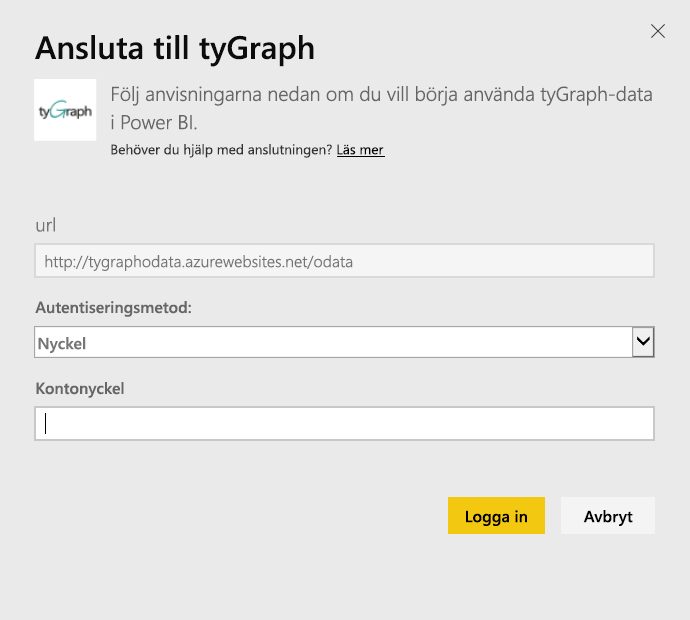 Ansluta till tyGraph
tyGraph
Följ anvisningarna nedan om du vill börja använda tyGraph-data
i Power BI.
Behöver du hjälp med anslutningen? Läs mer
url
http://tygraphodata.azurewebsites.net/odata
Autentiseringsmetod:
Nyckel
Kontonyckel
Logga in
Avbryt